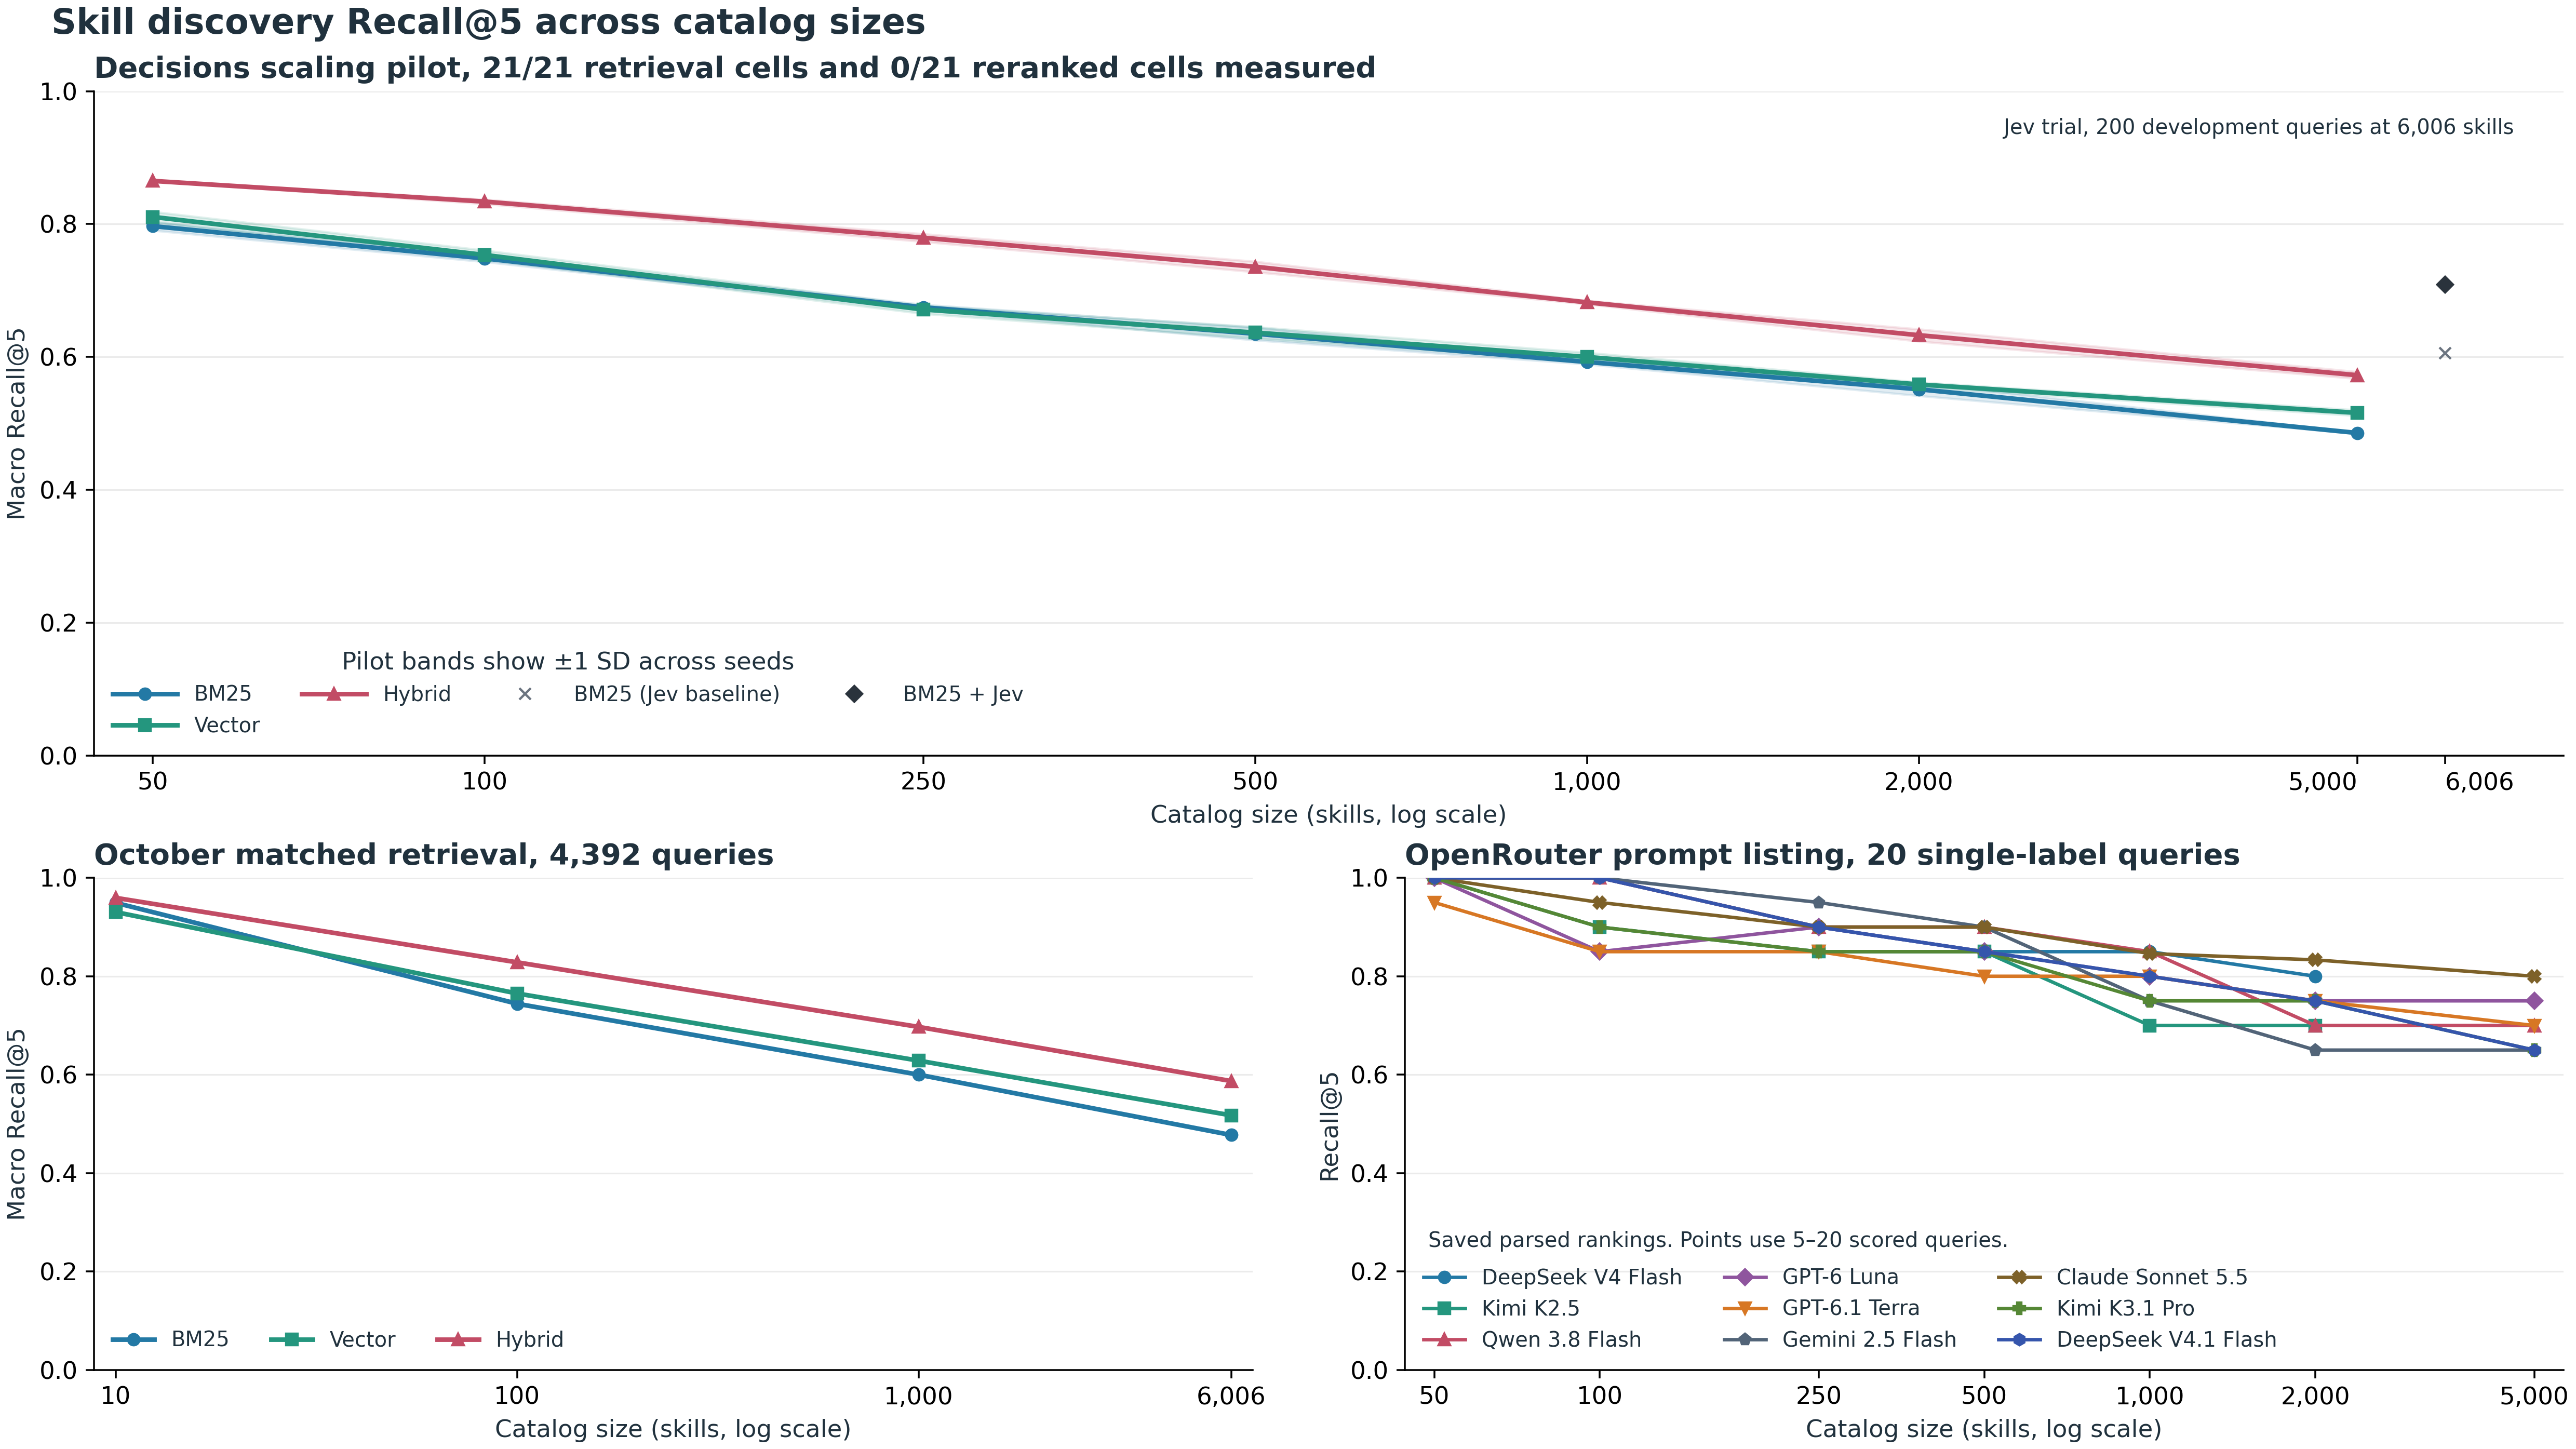 Skill discovery Recall@5 across catalog sizes
Decisions scaling pilot, 21/21 retrieval cells and 0/21 reranked cells measured
Jev trial, 200 development queries at 6,006 skills
Macro Recall@5
1.0
0.8
0.6
0.4
0.2
0.0
Pilot bands show ±1 SD across seeds
BM25 Hybrid BM25 (Jev baseline) BM25 + Jev
Vector
50 100 250 500 1,000 2,000 5,000 6,006
Catalog size (skills, log scale)
October matched retrieval, 4,392 queries
Macro Recall@5
1.0
0.8
0.6
0.4
0.2
0.0
BM25 Vector Hybrid
10 100 1,000 6,006
Catalog size (skills, log scale)
OpenRouter prompt listing, 20 single-label queries
Recall@5
1.0
0.8
0.6
0.4
0.2
0.0
Saved parsed rankings. Points use 5–20 scored queries.
DeepSeek V4 Flash GPT-6 Luna Claude Sonnet 5.5
Kimi K2.5 GPT-6.1 Terra Kimi K3.1 Pro
Qwen 3.8 Flash Gemini 2.5 Flash DeepSeek V4.1 Flash
50 100 250 500 1,000 2,000 5,000
Catalog size (skills, log scale)